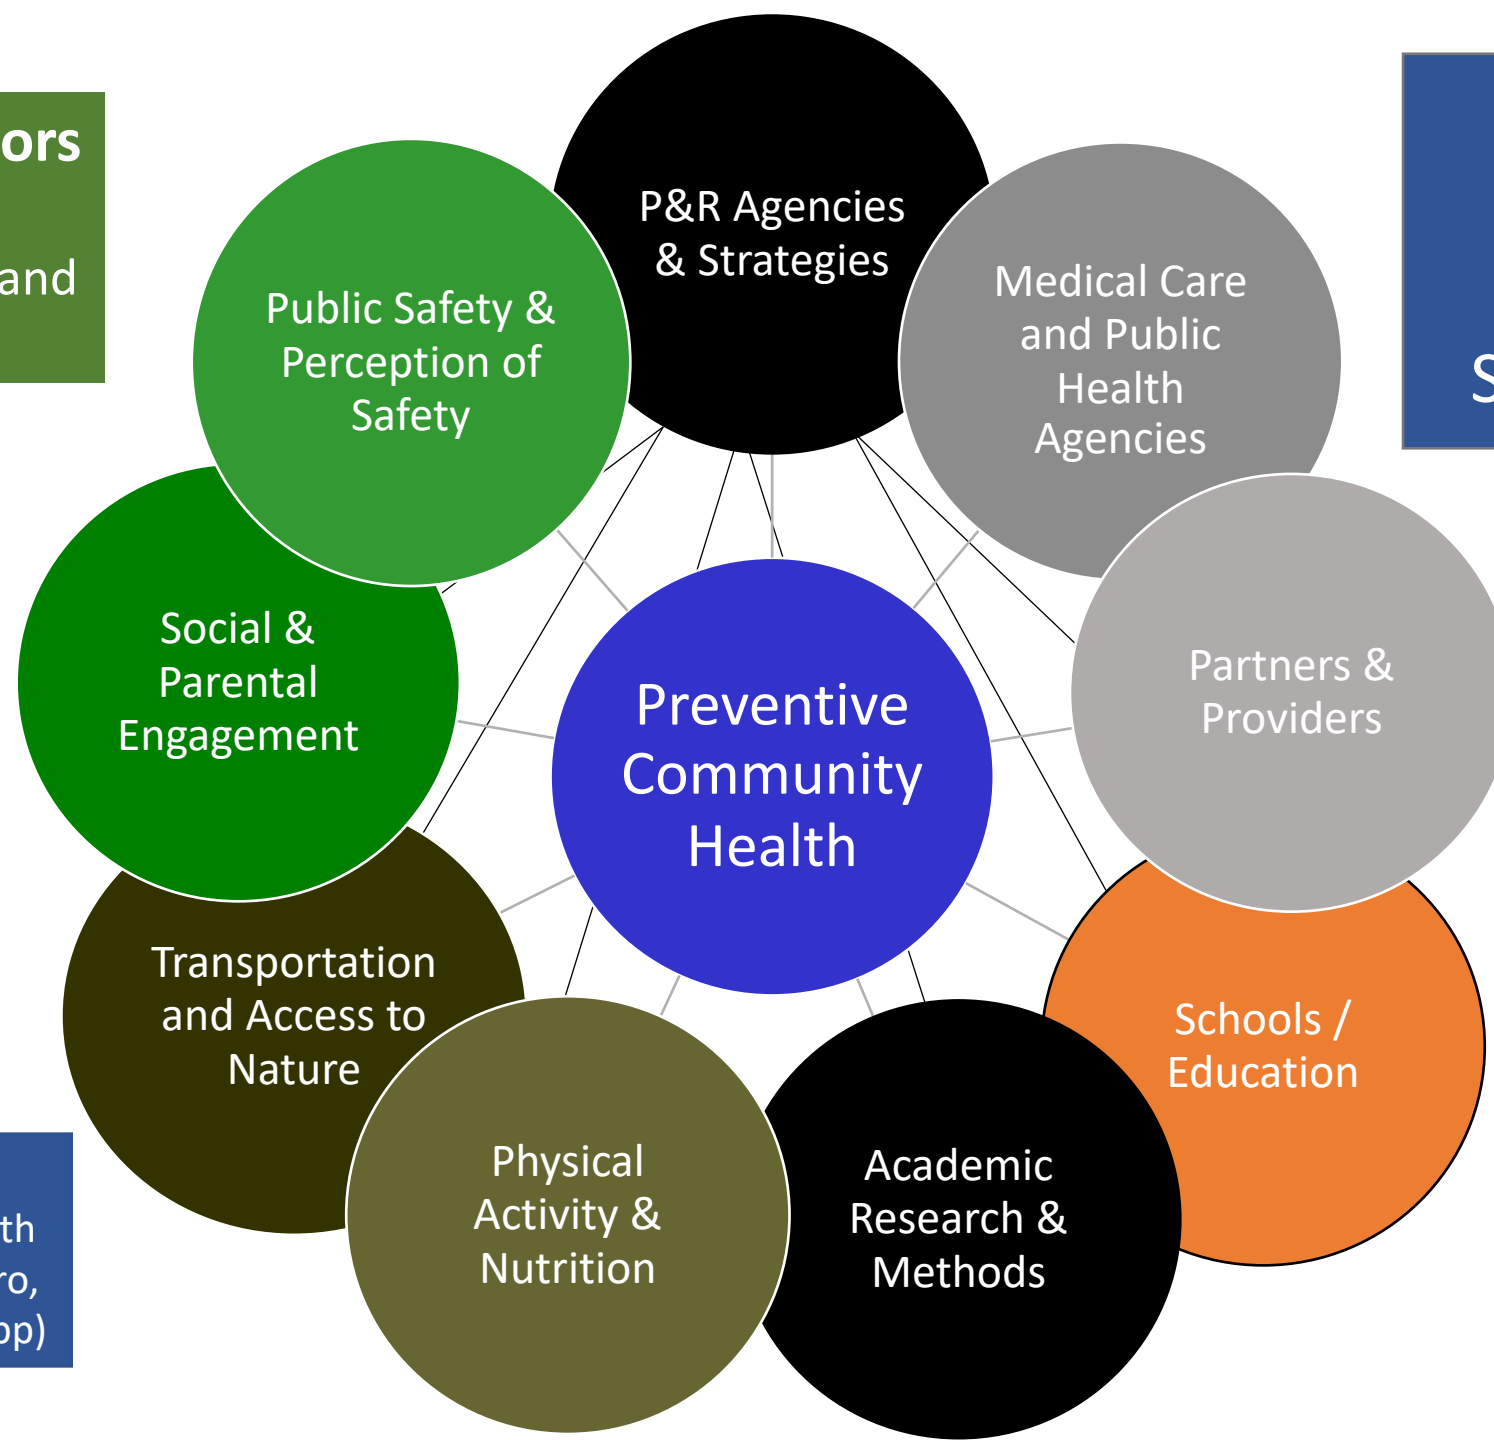 ors
and
P&R Agencies
& Strategies
Public Safety &
Perception of
Safety
Medical Care
and Public
Health
Agencies
S
Social &
Parental
Engagement
Preventive
Community
Health
Partners &
Providers
Transportation
and Access to
Nature
Schools /
Education
Physical
Activity &
Nutrition
Academic
Research &
Methods
th
ro,
pp)